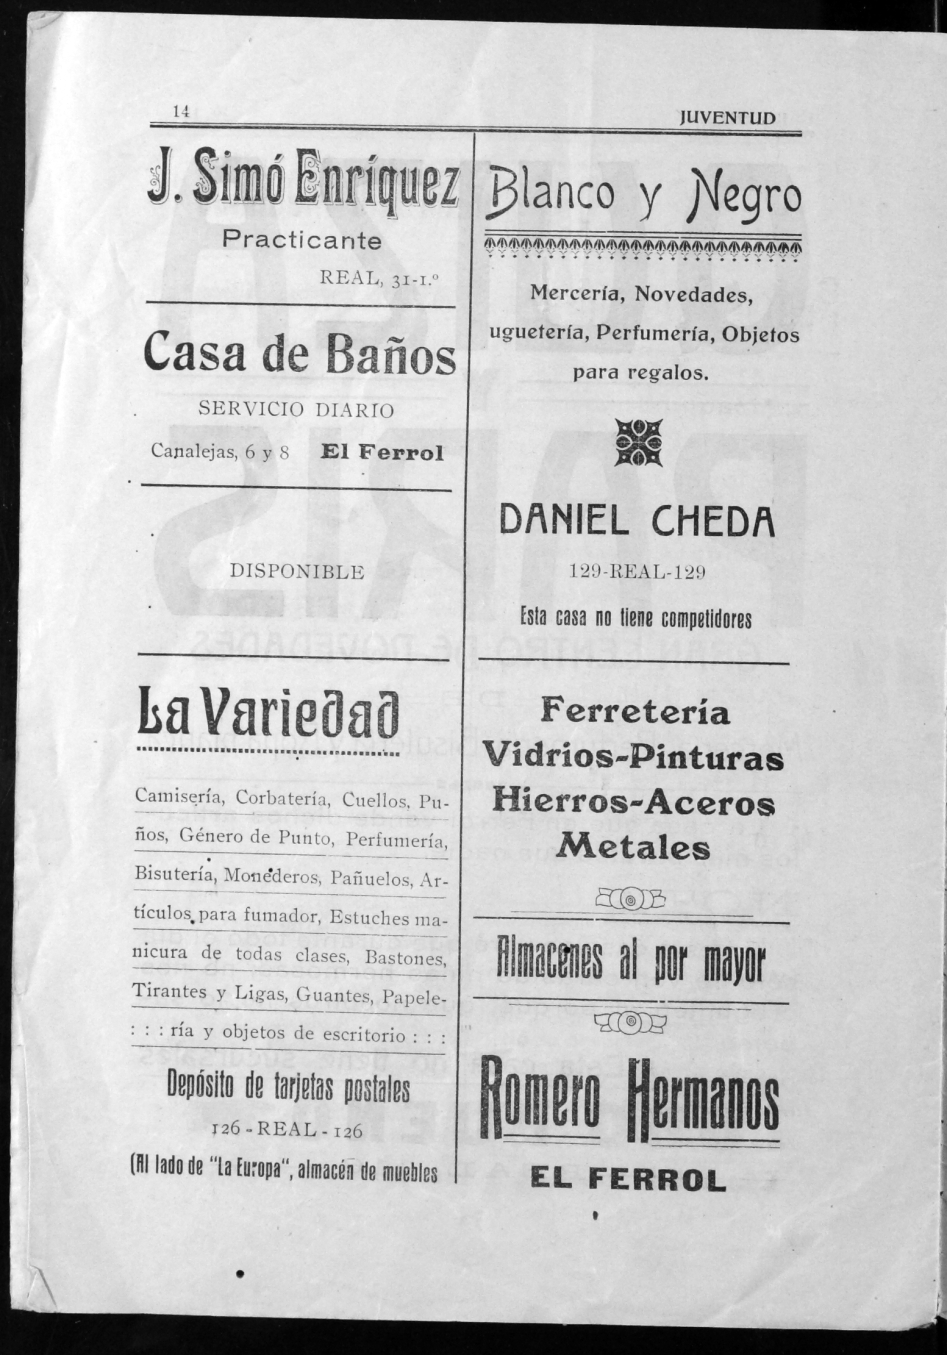 14
JUVENTUD
J. Simó Enríquez
Practicante
REAL, 31-1.º
Casa de Baños
SERVICIO DIARIO
Canalejas, 6 y 8 El Ferrol
DISPONIBLE
La Variedad
Camisería, Corbatería, Cuellos, Pu-
ños, Género de Punto, Perfumería,
Bisutería, Monederos, Pañuelos, Ar-
tículos para fumador, Estuches ma-
nicura de todas clases, Bastones,
Tirantes y Ligas, Guantes, Papele-
: : : ría y objetos de escritorio : : :
Depósito de tarjetas postales
126 - REAL - 126
(Al lado de "La Europa", almacén de muebles
Blanco y Negro
Mercería, Novedades,
uguetería, Perfumería, Objetos
para regalos.
DANIEL CHEDA
129-REAL-129
Esta casa no tiene competidores
Ferretería
Vidrios-Pinturas
Hierros-Aceros
Metales
Almacenes al por mayor
Romero Hermanos
EL FERROL